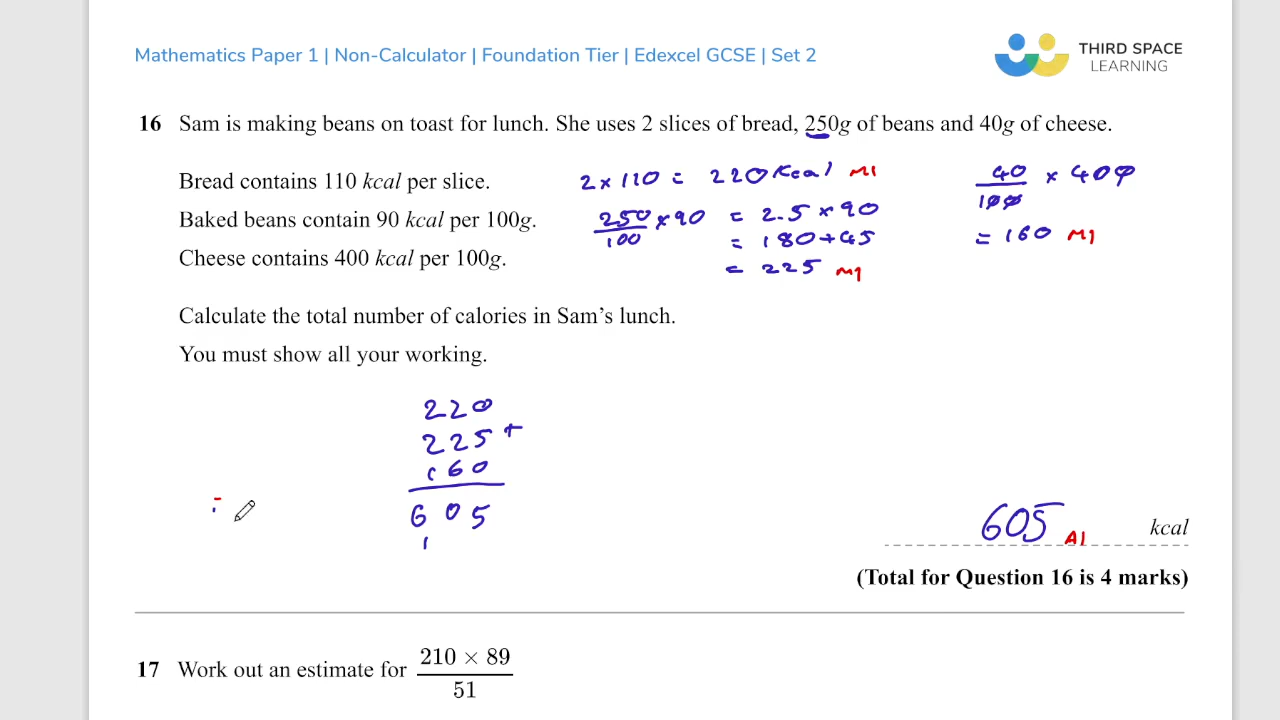 Mathematics Paper 1 | Non-Calculator | Foundation Tier | Edexcel GCSE | Set 2
THIRD SPACE
LEARNING
16 Sam is making beans on toast for lunch. She uses 2 slices of bread, 250g of beans and 40g of cheese.
Bread contains 110 kcal per slice.
2 × 110 = 220 Kcal M1
40/100 × 400
Baked beans contain 90 kcal per 100g.
250/100 × 90 = 2.5 × 90
= 180 + 45
= 160 M1
Cheese contains 400 kcal per 100g.
= 225 M1
Calculate the total number of calories in Sam’s lunch.
You must show all your working.
220
225 +
160
605
1
605 A1 kcal
(Total for Question 16 is 4 marks)
17 Work out an estimate for 210 × 89 / 51